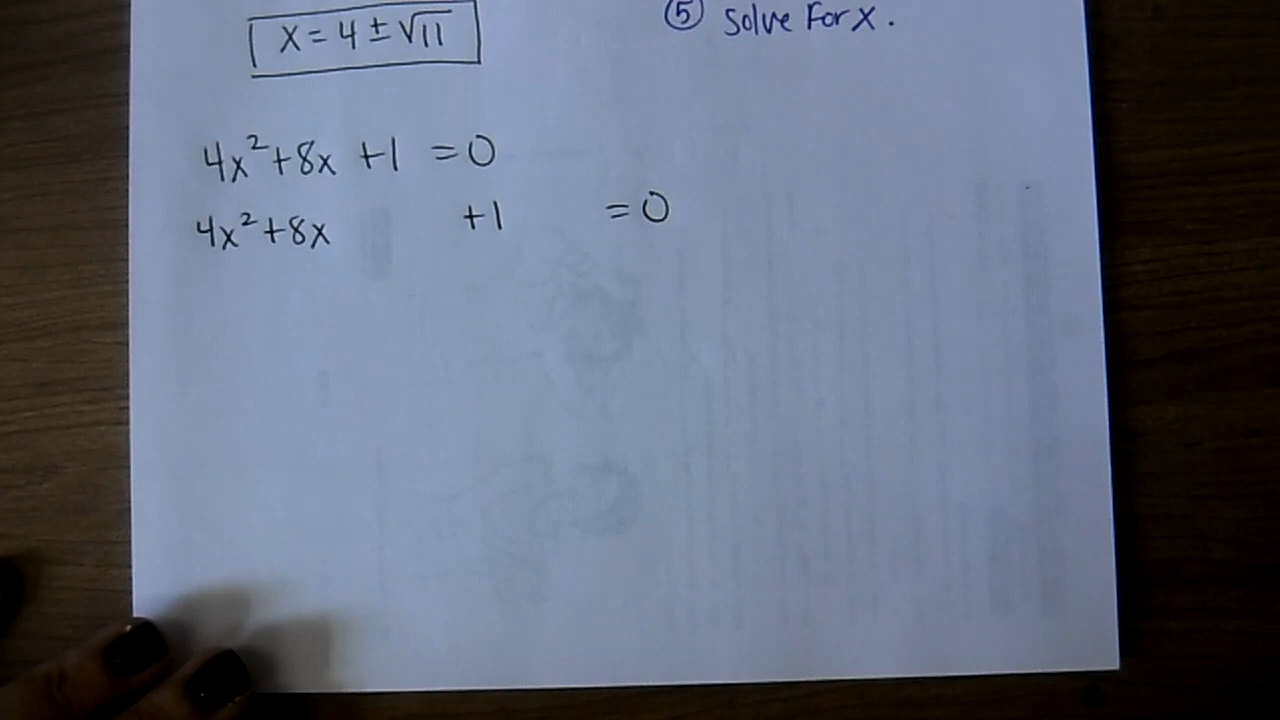 x = 4 ± √11
⑤ Solve For x.
4x² + 8x + 1 = 0
4x² + 8x + 1 = 0